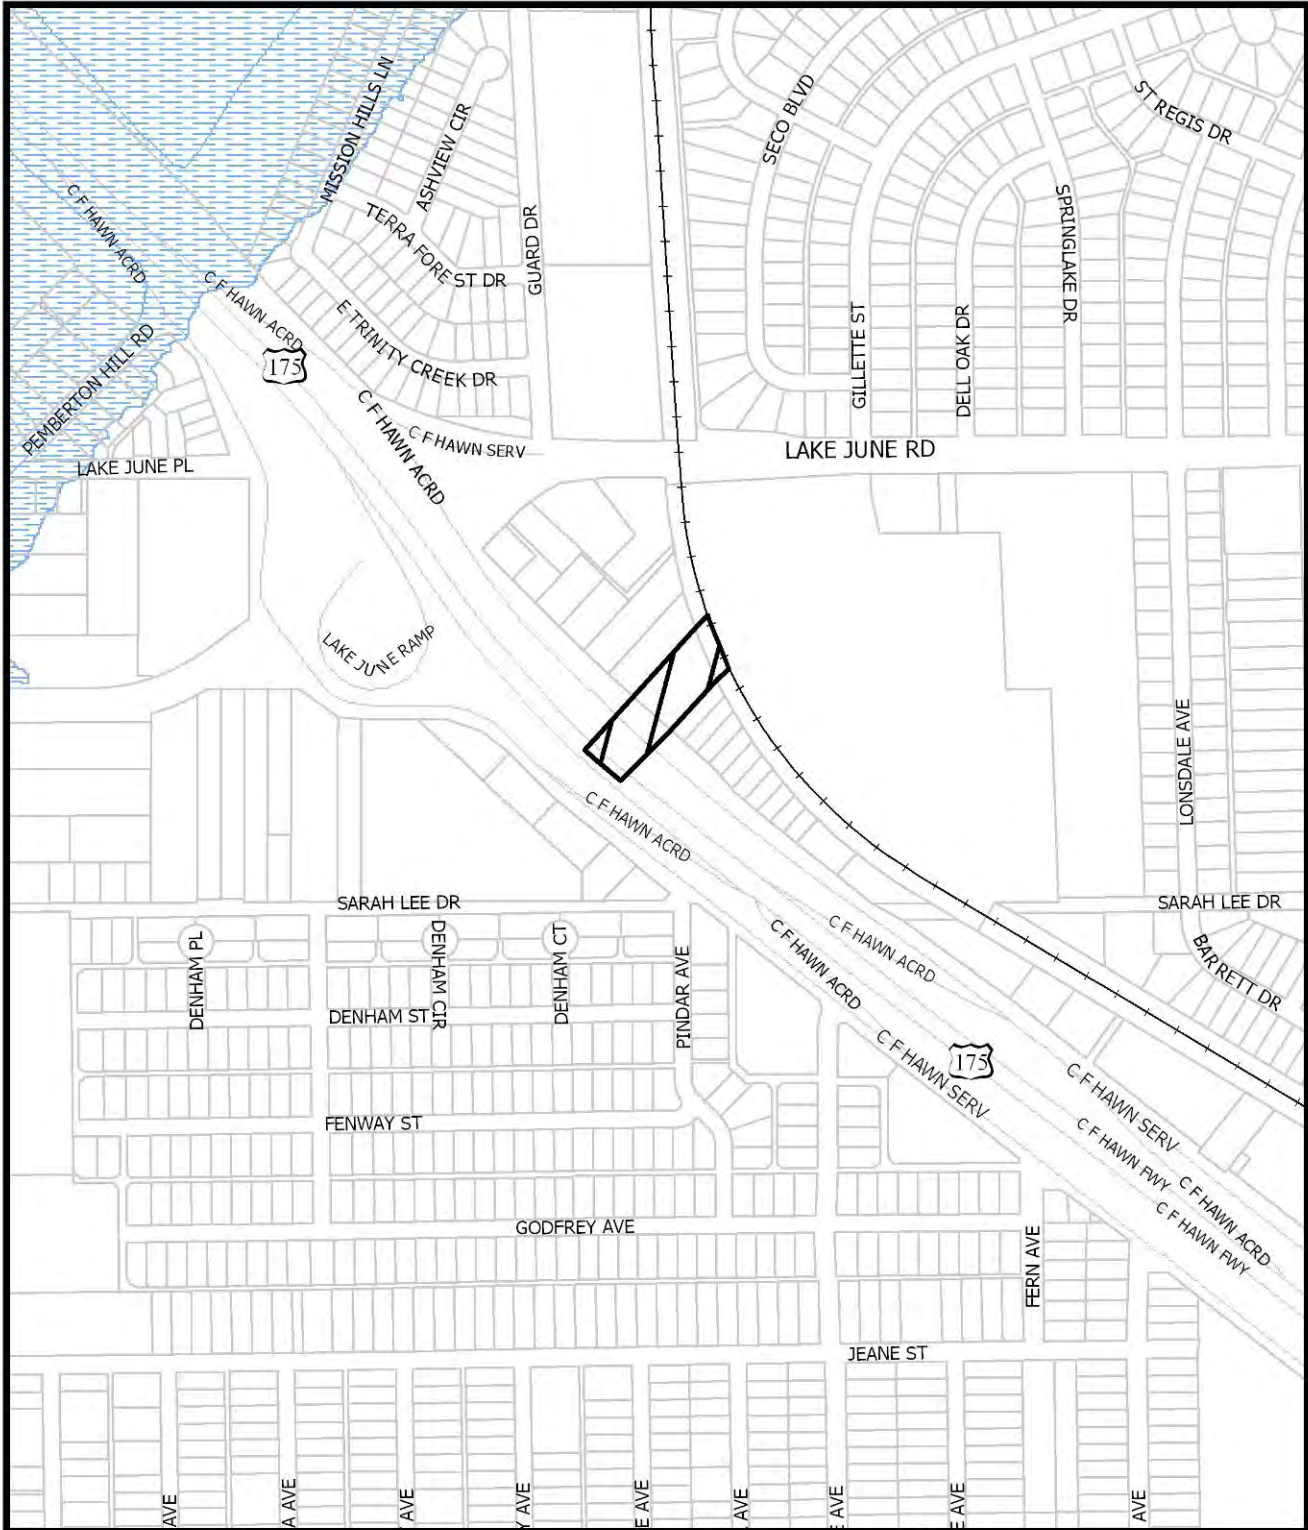 MISSION HILLS LN
ASHVIEW CIR
SECO BLVD
ST REGIS DR
C F HAWN ACRD
TERRA FOREST DR
GUARD DR
SPRINGLAKE DR
C F HAWN ACRD
175
E TRINITY CREEK DR
GILLETTE ST
DELL OAK DR
PEMBERTON HILL RD
C F HAWN ACRD
C F HAWN SERV
LAKE JUNE RD
LAKE JUNE PL
LAKE JUNE RAMP
LONSDALE AVE
C F HAWN ACRD
SARAH LEE DR
SARAH LEE DR
DENHAM PL
DENHAM CIR
DENHAM CT
PINDAR AVE
C F HAWN ACRD
C F HAWN ACRD
BARRETT DR
DENHAM ST
C F HAWN SERV
175
C F HAWN SERV
FENWAY ST
C F HAWN FWY
C F HAWN ACRD
C F HAWN FWY
GODFREY AVE
FERN AVE
JEANE ST
AVE
A AVE
AVE
Y AVE
E AVE
AVE
E AVE
E AVE
AVE